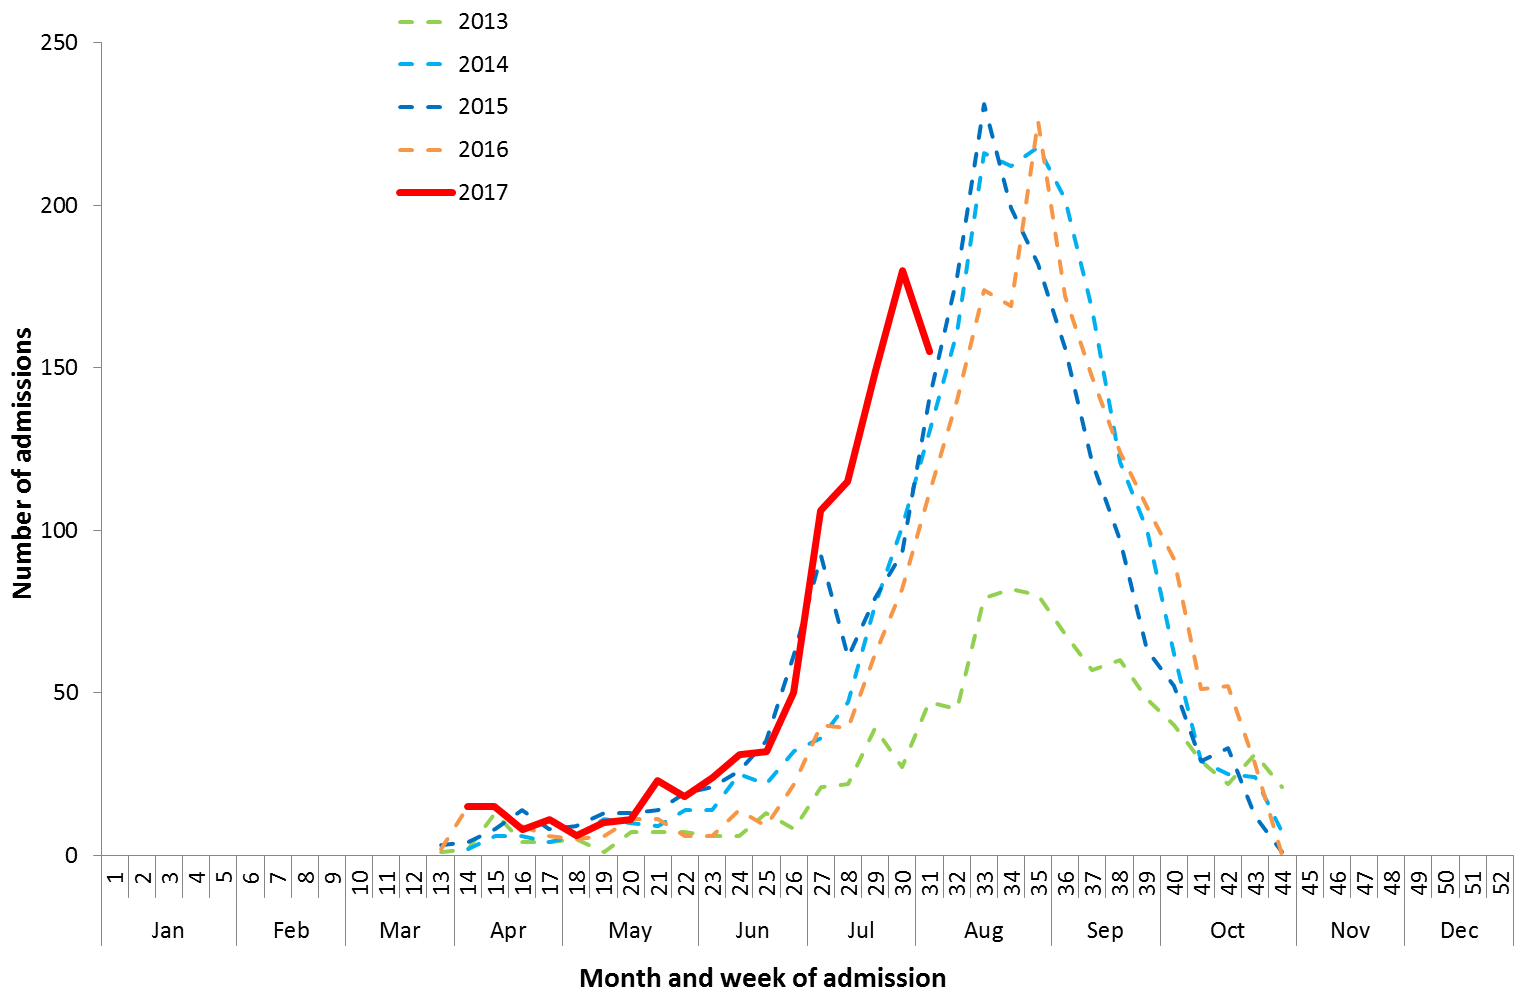 2013
2014
2015
2016
2017
250
200
150
100
50
0
Number of admissions
1 2 3 4 5 6 7 8 9 10 11 12 13 14 15 16 17 18 19 20 21 22 23 24 25 26 27 28 29 30 31 32 33 34 35 36 37 38 39 40 41 42 43 44 45 46 47 48 49 50 51 52
Jan Feb Mar Apr May Jun Jul Aug Sep Oct Nov Dec
Month and week of admission